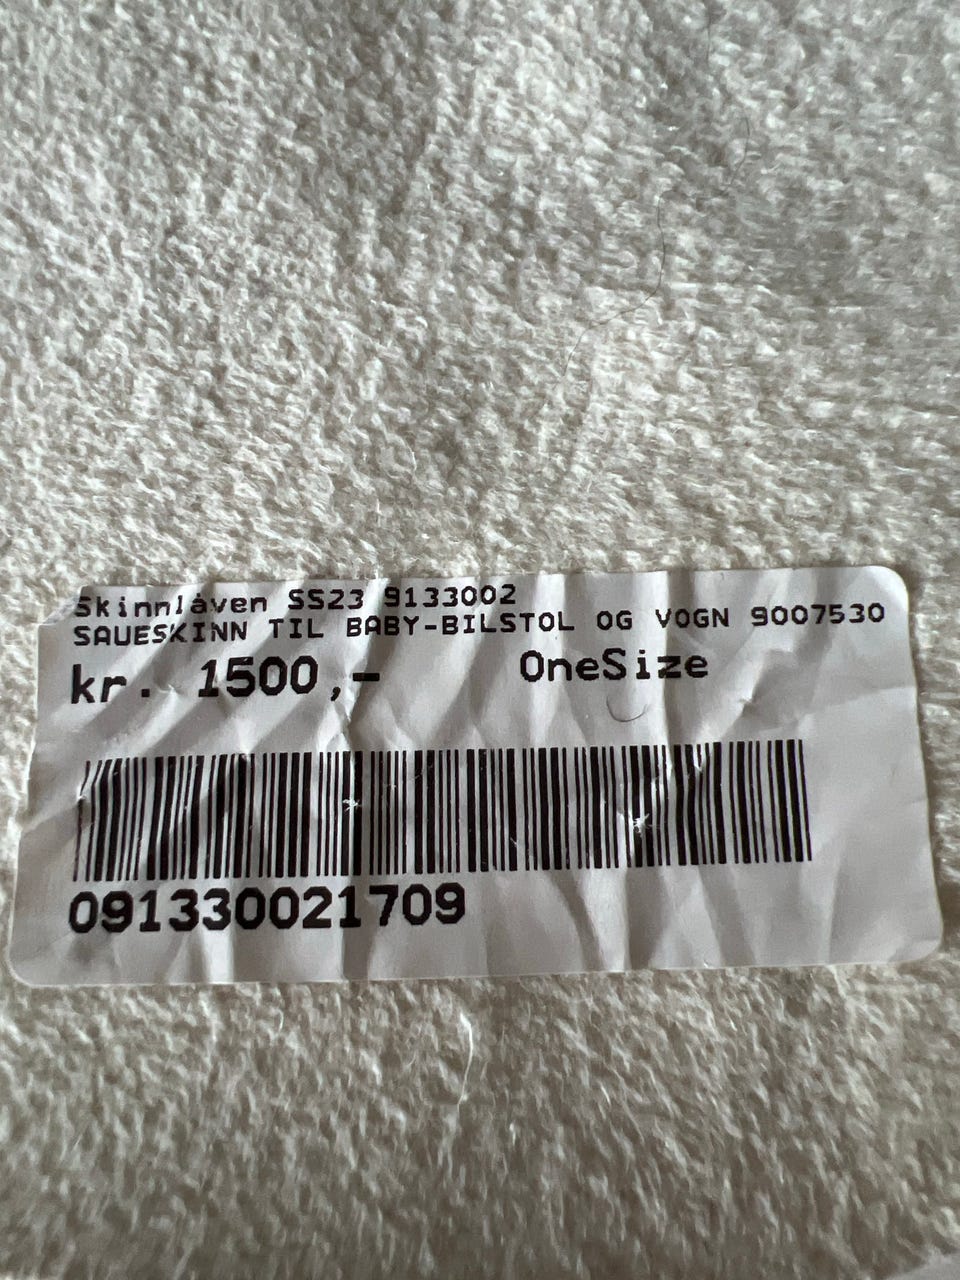 Skinnlåven SS23 9133002
SAUESKINN TIL BABY-BILSTOL OG VOGN 9007530
kr. 1500,- OneSize
091330021709